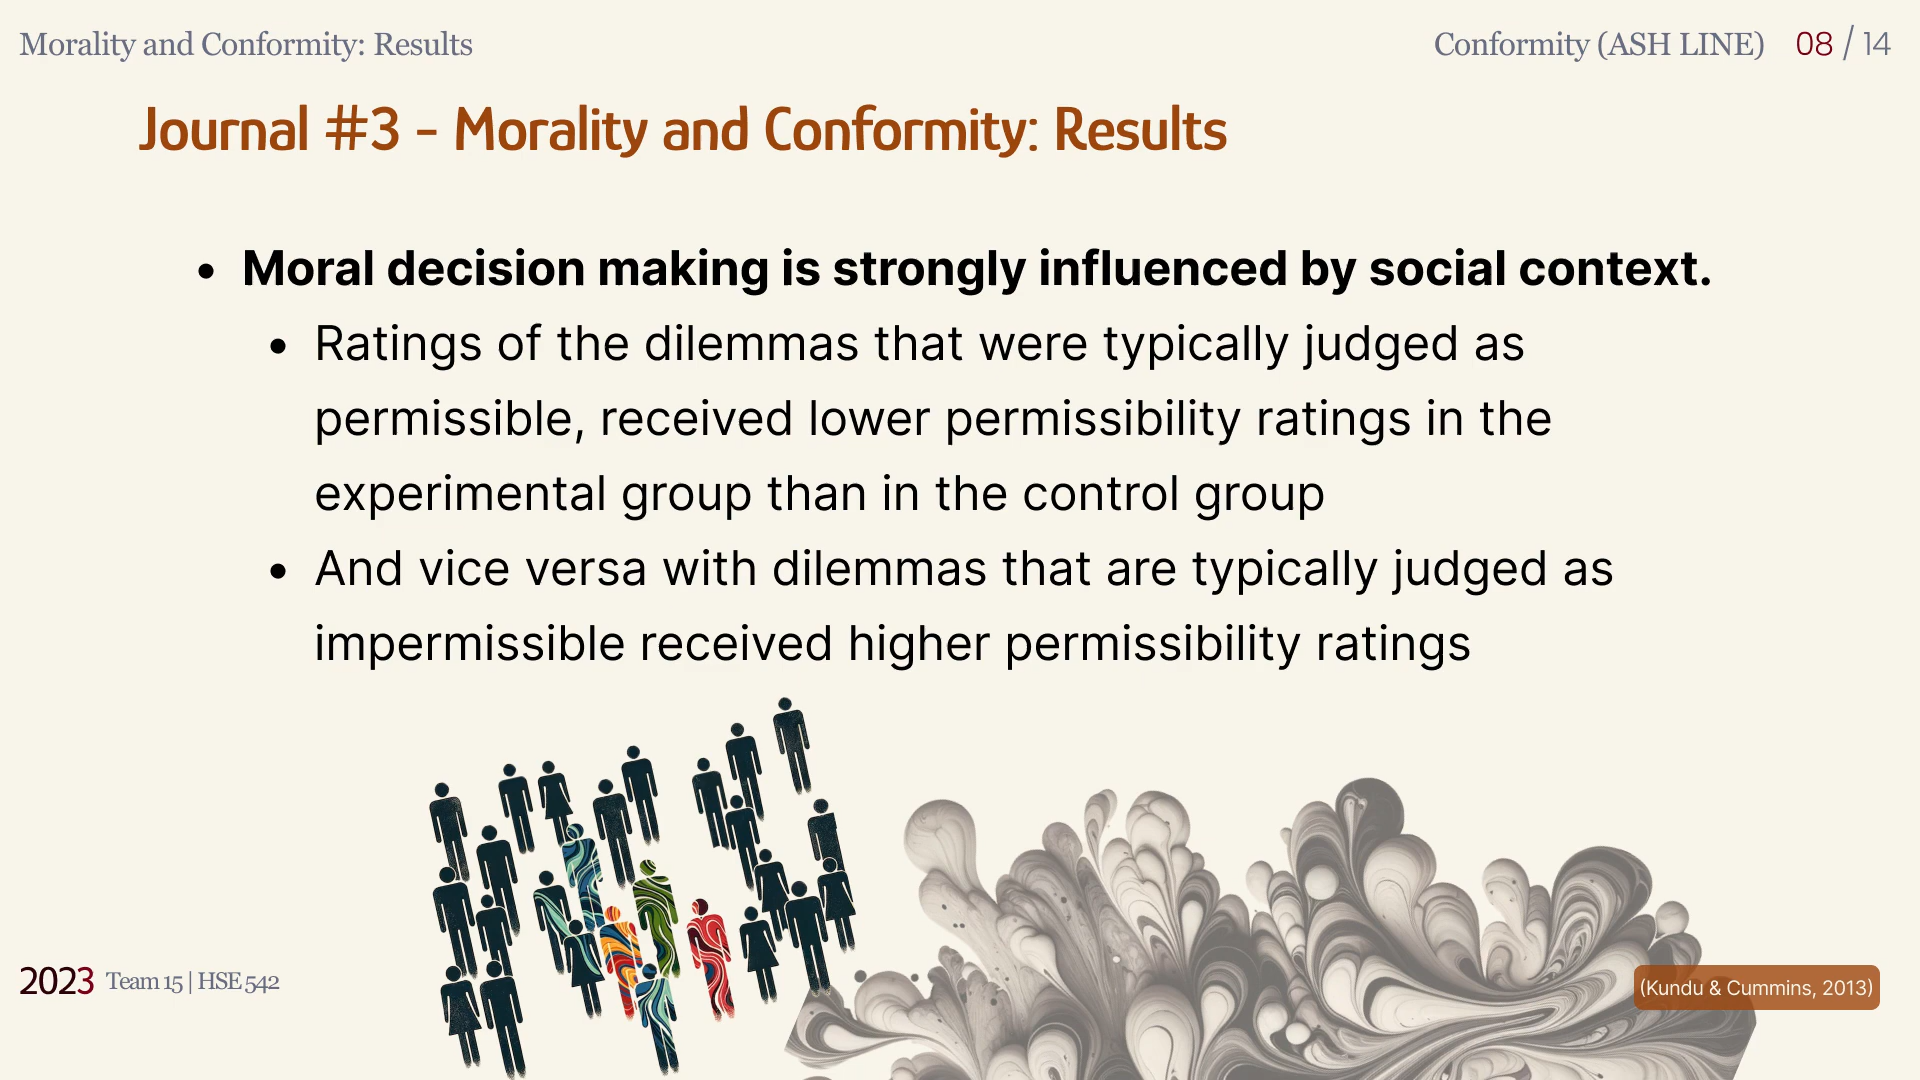 Morality and Conformity: Results
Conformity (ASH LINE) 08 / 14
Journal #3 - Morality and Conformity: Results
• Moral decision making is strongly influenced by social context.
• Ratings of the dilemmas that were typically judged as
permissible, received lower permissibility ratings in the
experimental group than in the control group
• And vice versa with dilemmas that are typically judged as
impermissible received higher permissibility ratings
2023 Team 15 | HSE 542
(Kundu & Cummins, 2013)